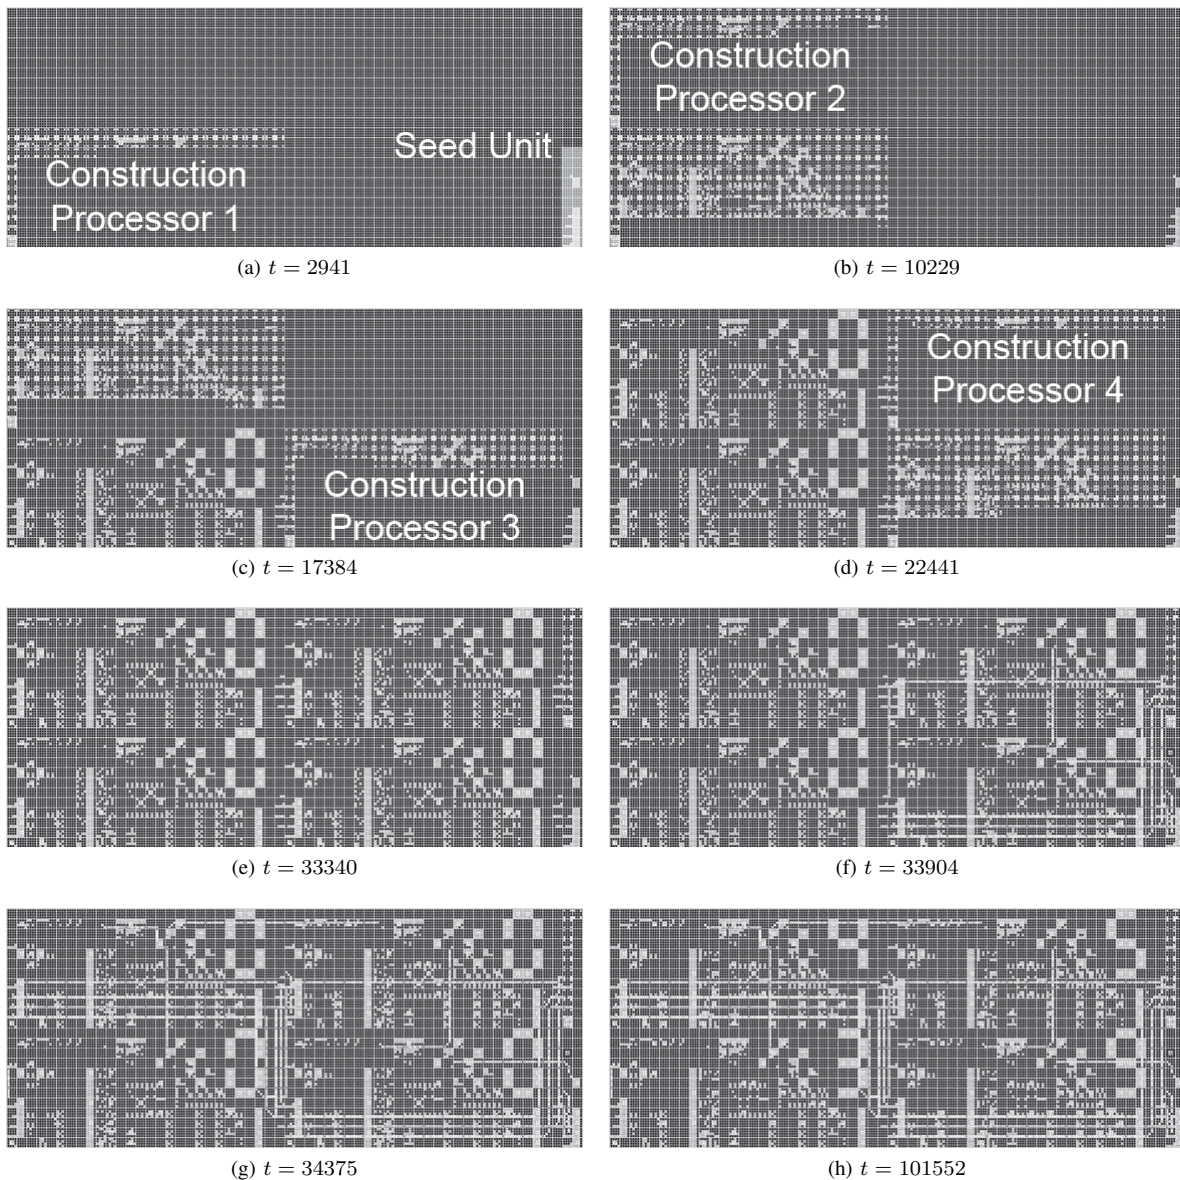 Seed Unit
Construction
Processor 1
Construction
Processor 2
(a) t = 2941
(b) t = 10229
Construction
Processor 3
Construction
Processor 4
(c) t = 17384
(d) t = 22441
(e) t = 33340
(f) t = 33904
(g) t = 34375
(h) t = 101552